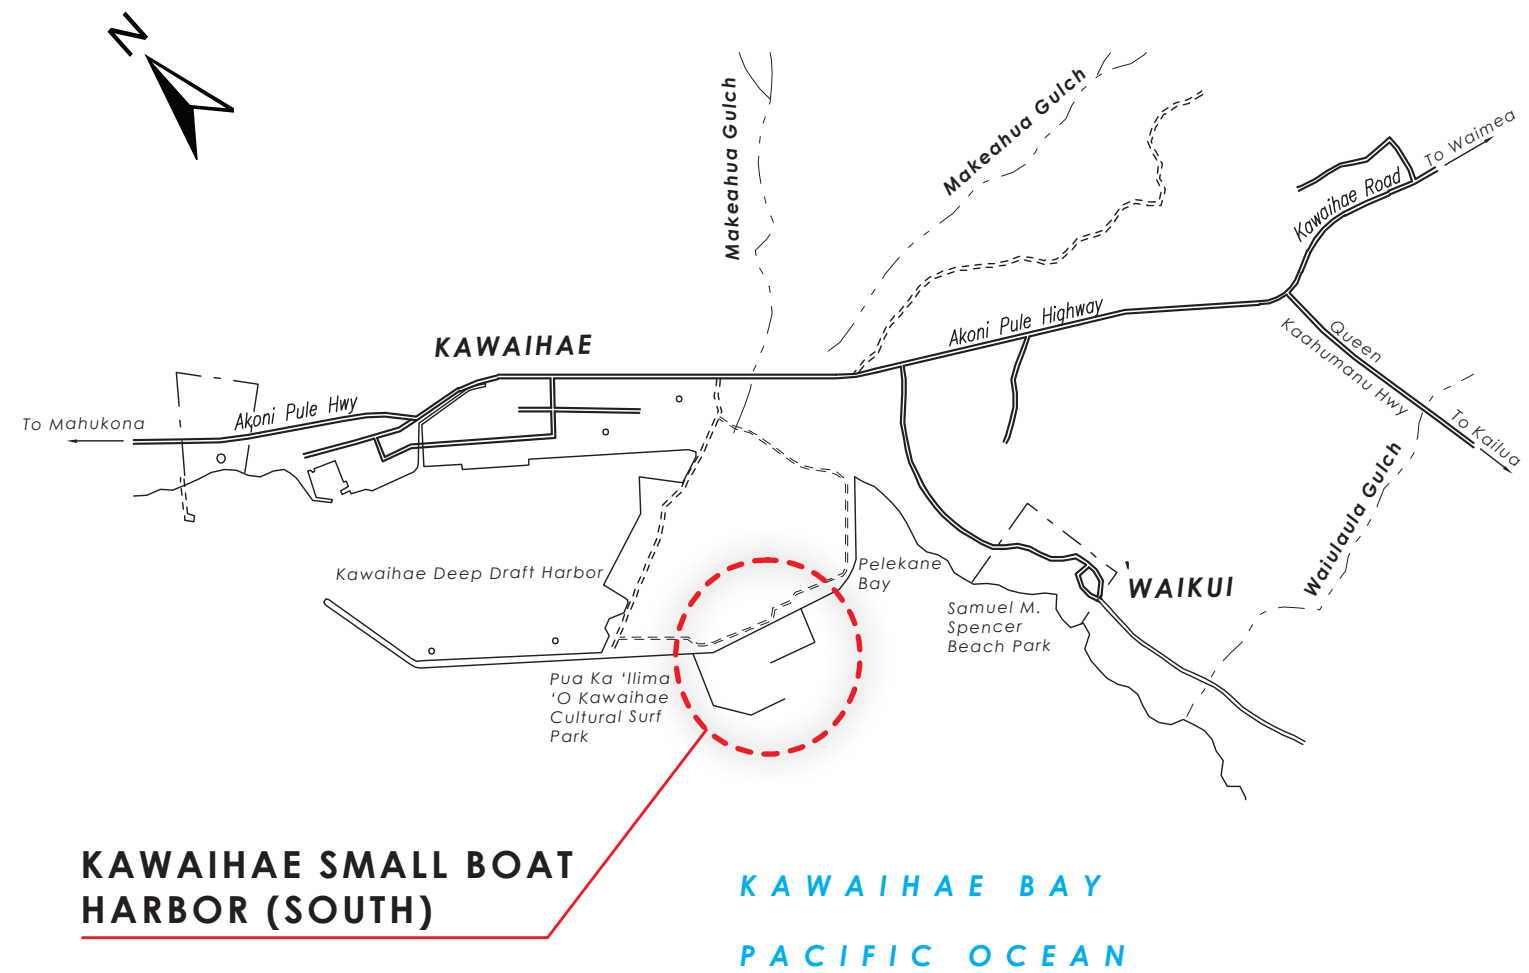 N
Makeahua Gulch
Makeahua Gulch
To Waimea
Kawaihae Road
KAWAIHAE
Akoni Pule Highway
Queen
Kaahumanu Hwy
To Mahukona
Akoni Pule Hwy
To Kailua
Waiulaula Gulch
Kawaihae Deep Draft Harbor
Pelekane
Bay
‘WAIKUI
Samuel M.
Spencer
Beach Park
Pua Ka ‘Ilima
‘O Kawaihae
Cultural Surf
Park
KAWAIHAE SMALL BOAT
HARBOR (SOUTH)
KAWAIHAE BAY
PACIFIC OCEAN